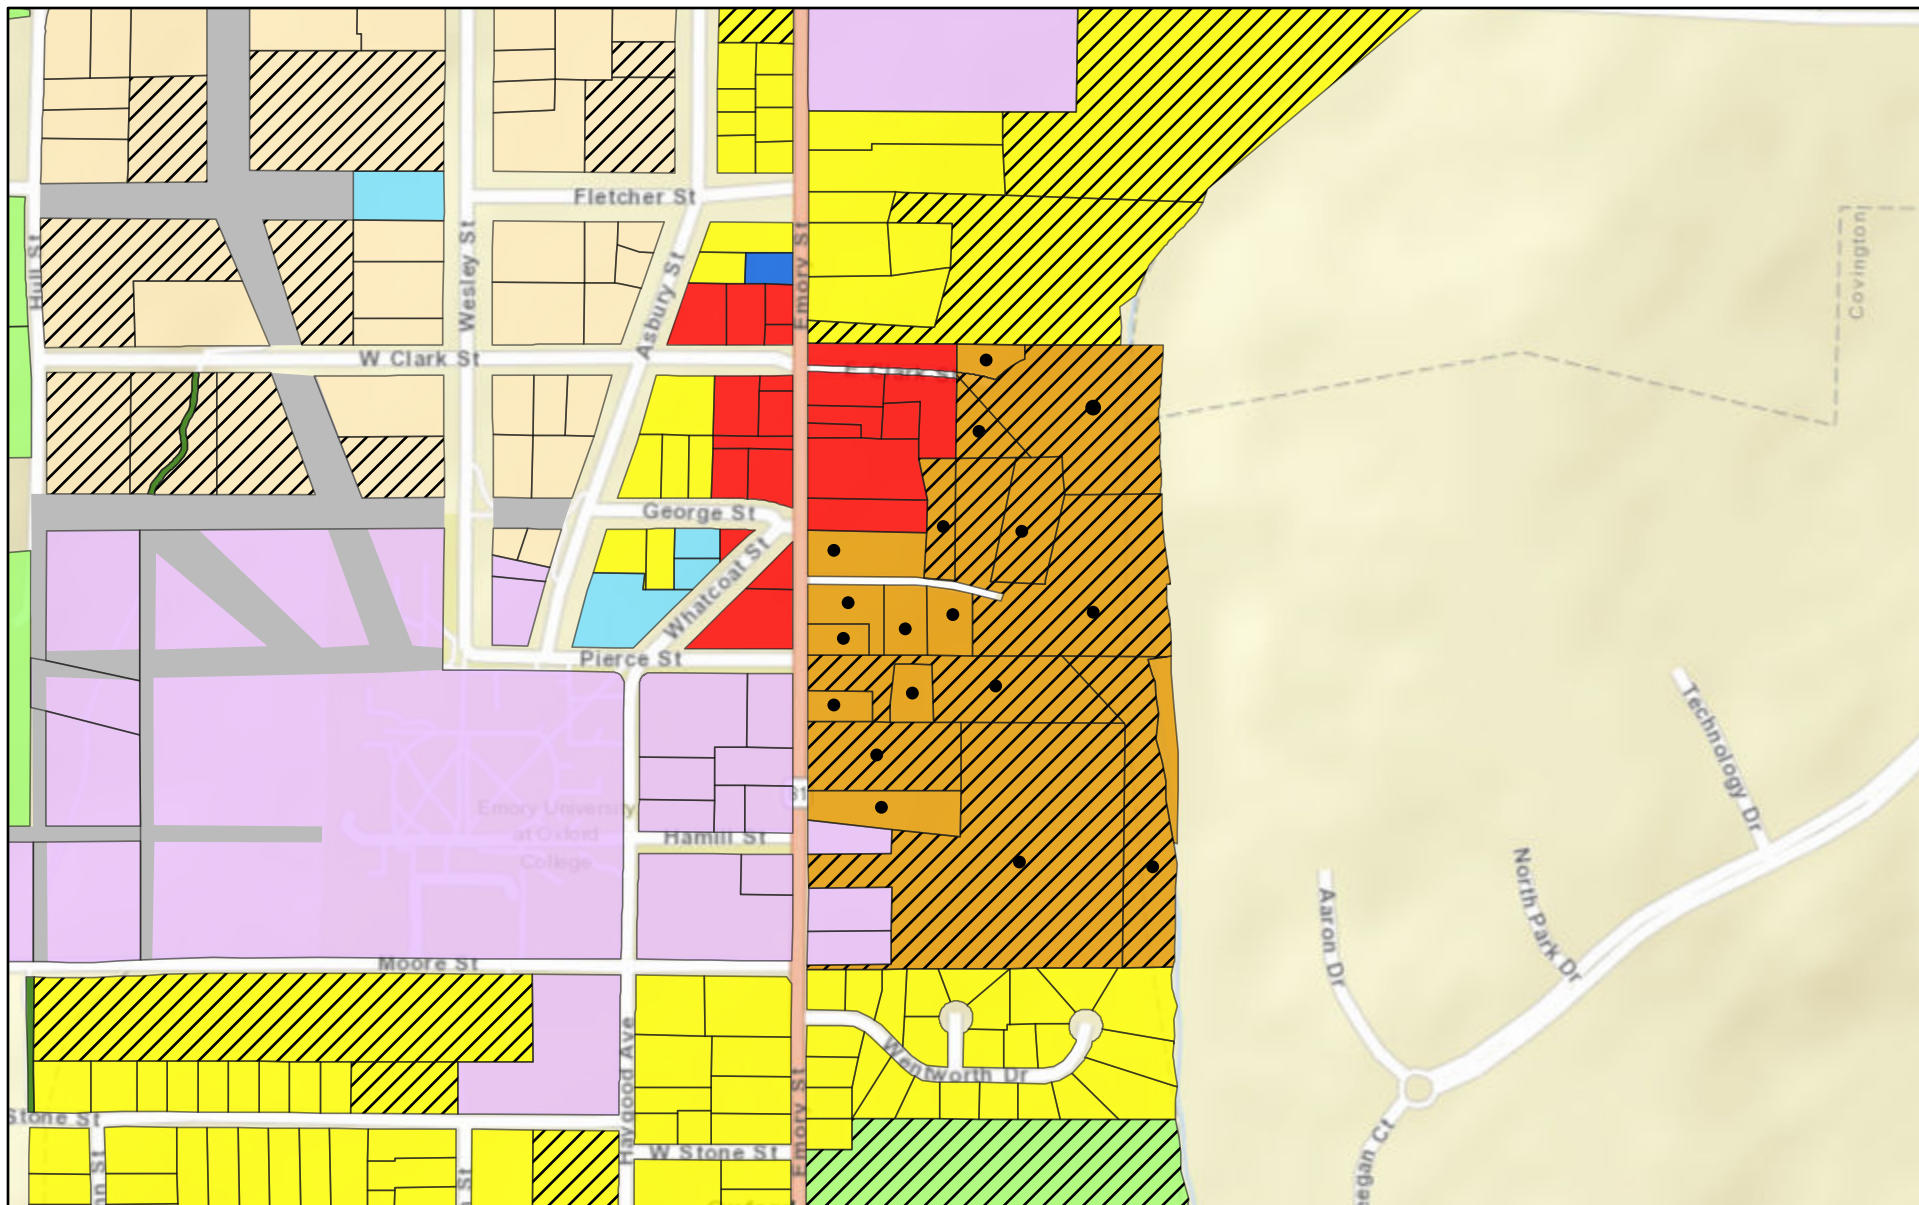 Fletcher St
Hull St
Wesley St
Asbury St
Emory St
Covington
W Clark St
E Clark St
George St
Whatcoat St
Pierce St
Technology Dr
81
Emory University
at Oxford
College
Hamill St
North Park Dr
Aaron Dr
Moore St
Haygood Ave
Wentworth Dr
Emory St
Stone St
W Stone St